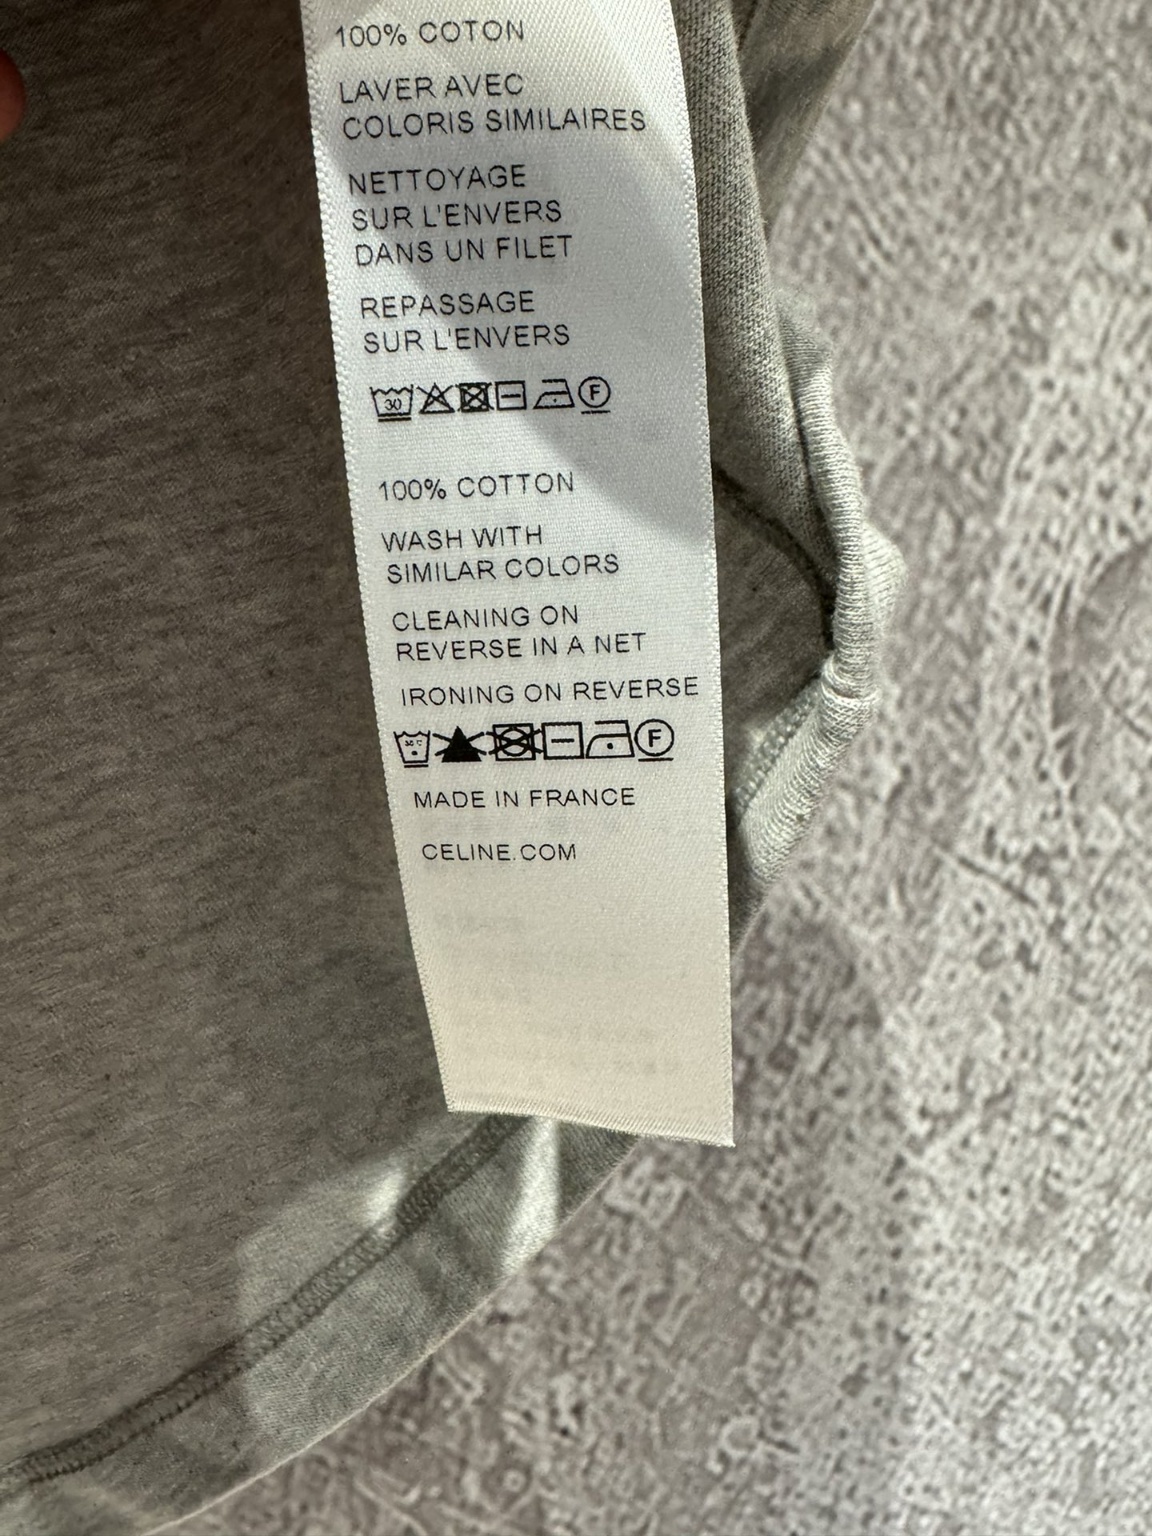 100% COTON
LAVER AVEC
COLORIS SIMILAIRES
NETTOYAGE
SUR L'ENVERS
DANS UN FILET
REPASSAGE
SUR L'ENVERS
30 F
100% COTTON
WASH WITH
SIMILAR COLORS
CLEANING ON
REVERSE IN A NET
IRONING ON REVERSE
F
MADE IN FRANCE
CELINE.COM